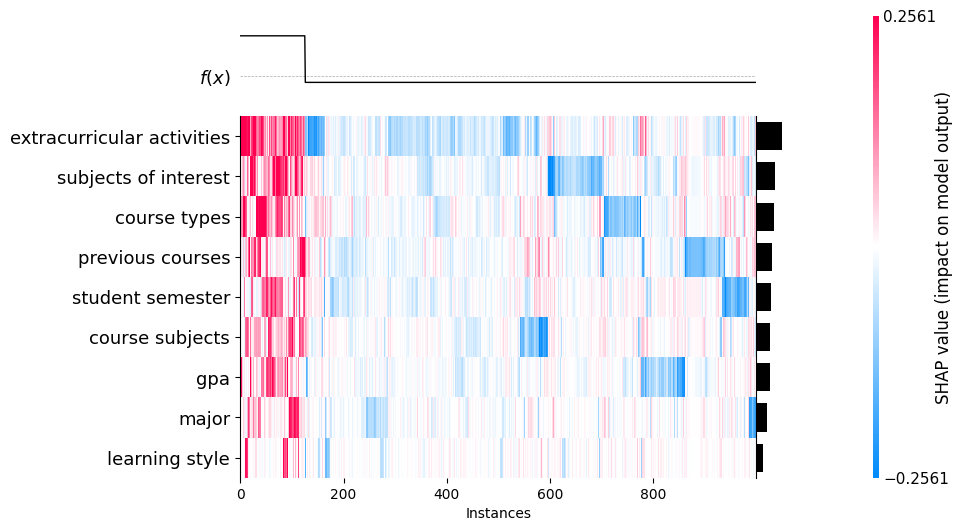 0.2561
f(x)
extracurricular activities
subjects of interest
course types
previous courses
student semester
course subjects
gpa
major
learning style
0 200 400 600 800
Instances
SHAP value (impact on model output)
−0.2561